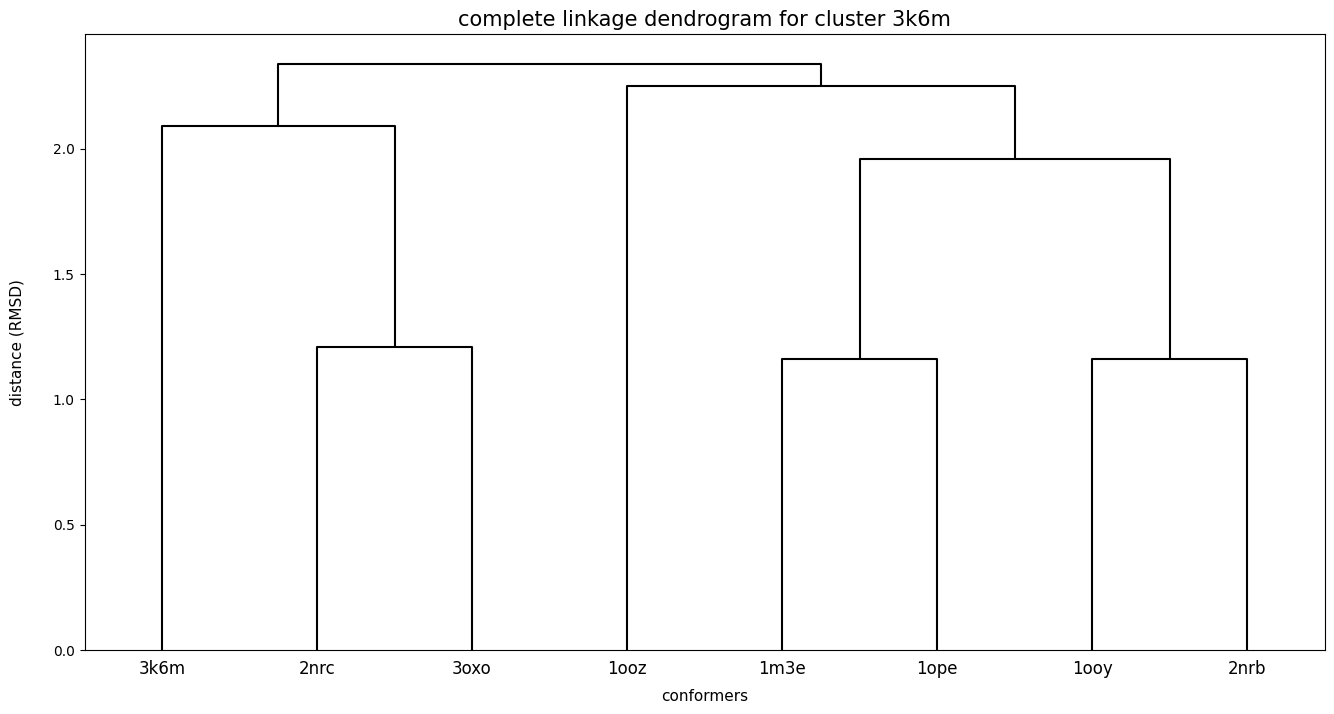 complete linkage dendrogram for cluster 3k6m
2.0
1.5
1.0
0.5
0.0
distance (RMSD)
3k6m 2nrc 3oxo 1ooz 1m3e 1ope 1ooy 2nrb
conformers